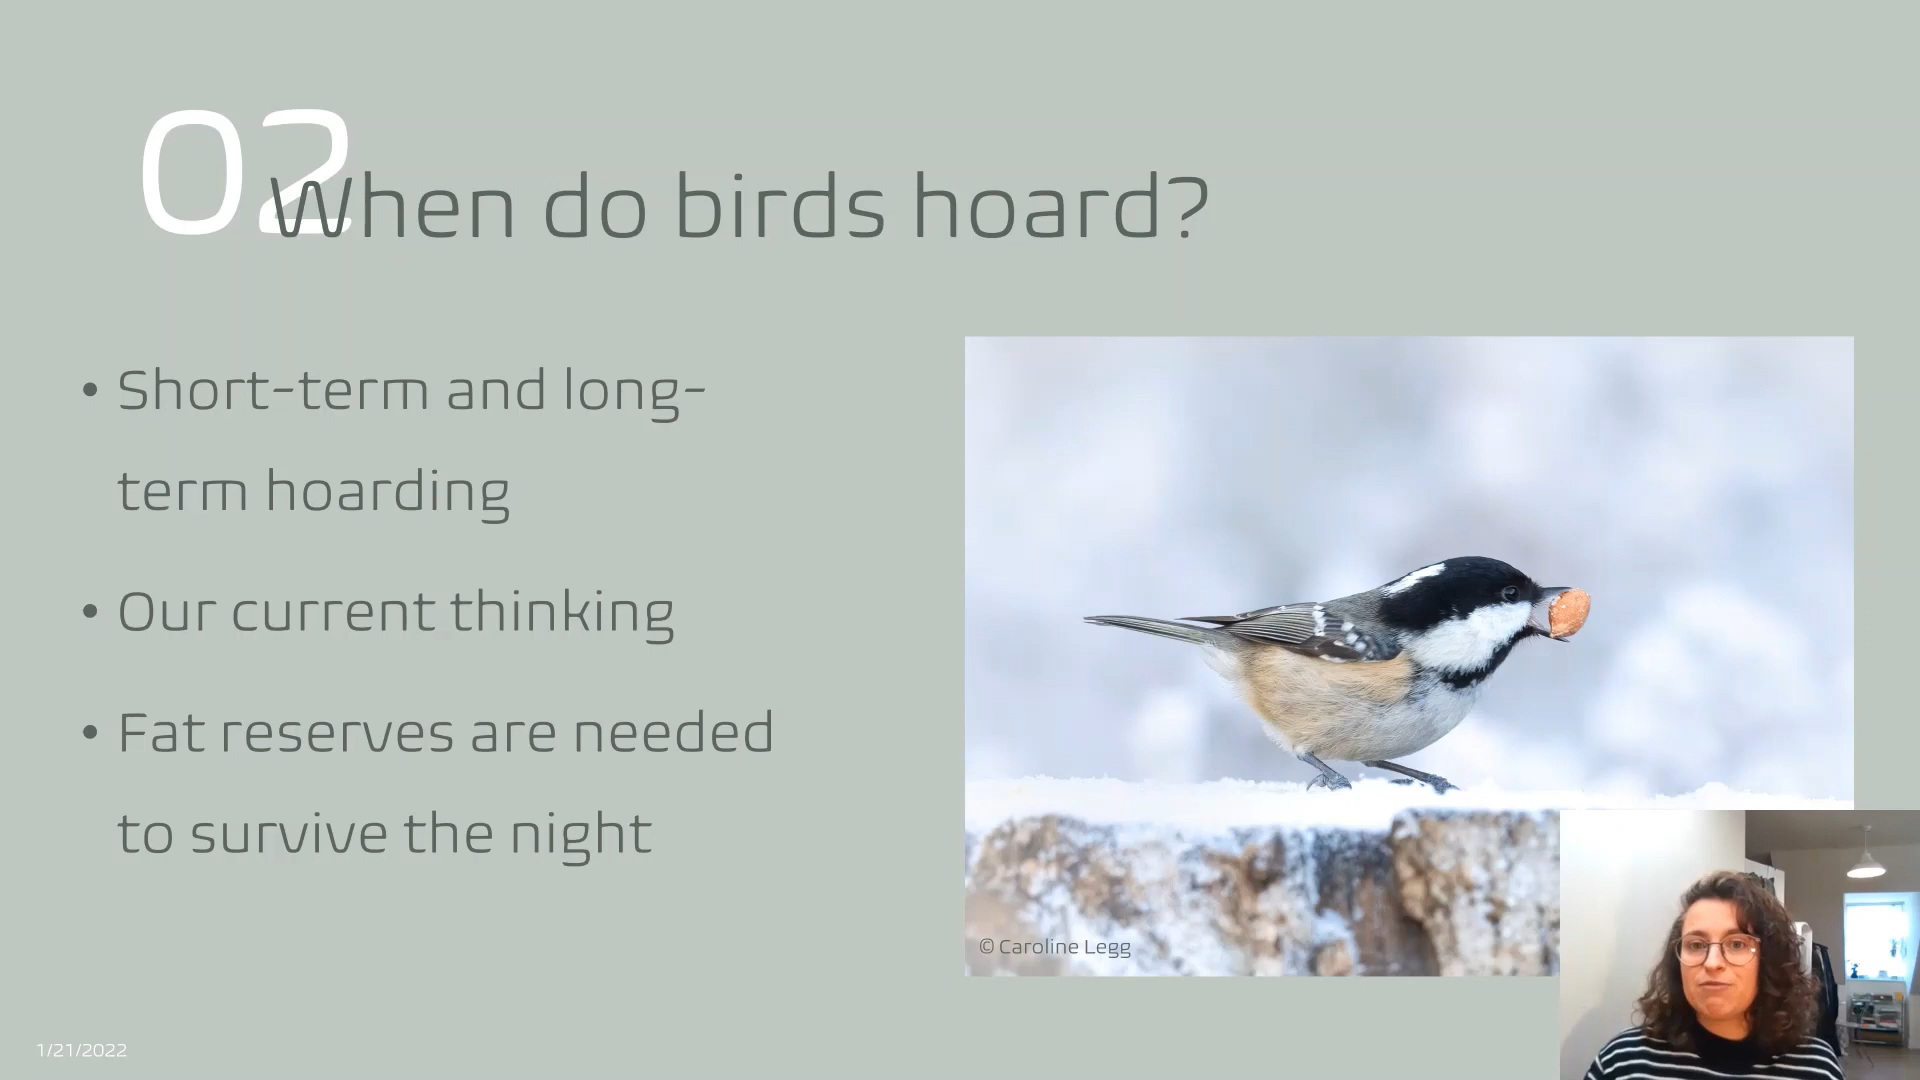 02
When do birds hoard?
• Short-term and long-
term hoarding
• Our current thinking
• Fat reserves are needed
to survive the night
© Caroline Legg
1/21/2022